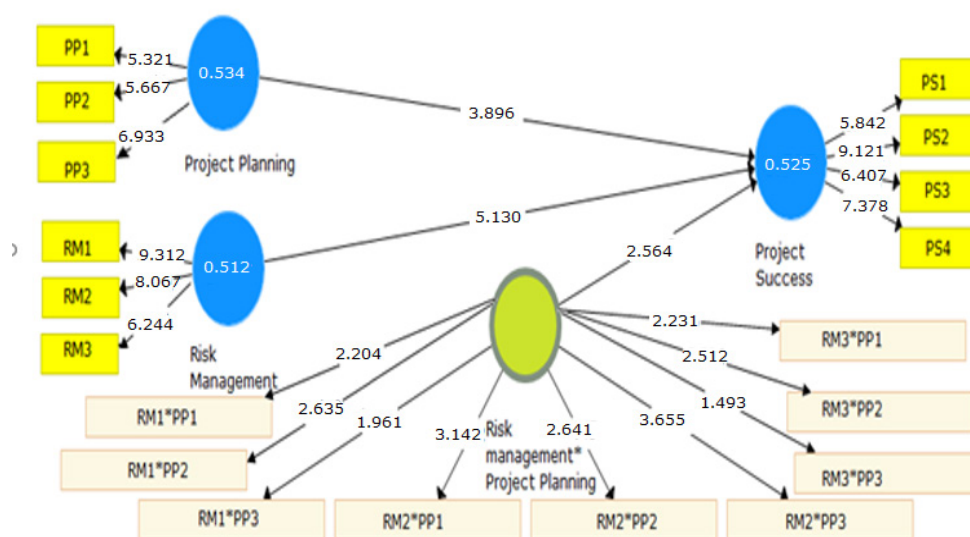 PP1
5.321
PP2
5.667
PP3
6.933
0.534
Project Planning
3.896
PS1
5.842
PS2
9.121
PS3
6.407
PS4
7.378
0.525
Project
Success
RM1
9.312
RM2
8.067
RM3
6.244
0.512
Risk
Management
5.130
2.564
2.204
RM1*PP1
2.635
RM1*PP2
1.961
RM1*PP3
3.142
RM2*PP1
2.641
RM2*PP2
3.655
RM2*PP3
1.493
RM3*PP3
2.512
RM3*PP2
2.231
RM3*PP1
Risk
management*
Project Planning